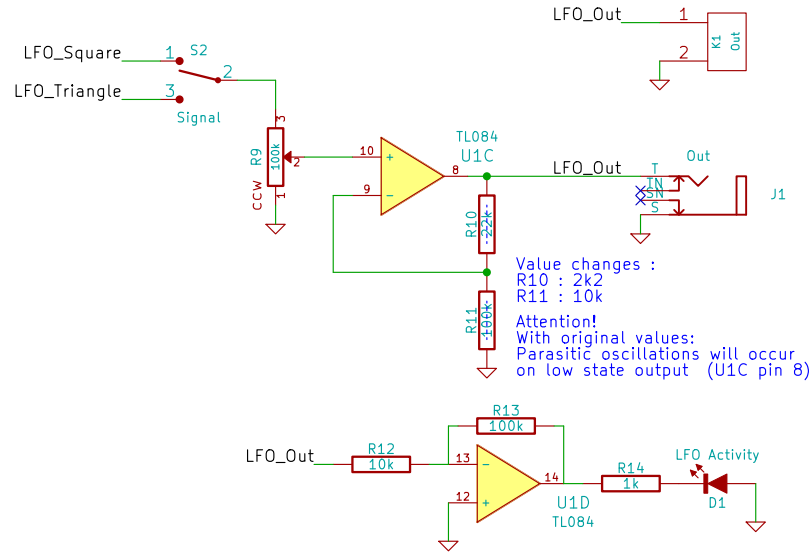 LFO_Out
1
2
K1
Out
LFO_Square
1
S2
2
LFO_Triangle
3
Signal
3
R9
100k
2
CCW
1
TL084
U1C
10
+
8
9
−
LFO_Out
Out
T
TN
SN
S
J1
R10
22k
R11
100k
Value changes :
R10 : 2k2
R11 : 10k
Attention!
With original values:
Parasitic oscillations will occur
on low state output (U1C pin 8)
R13
100k
LFO_Out
R12
10k
13
−
12
+
14
U1D
TL084
R14
1k
LFO Activity
D1